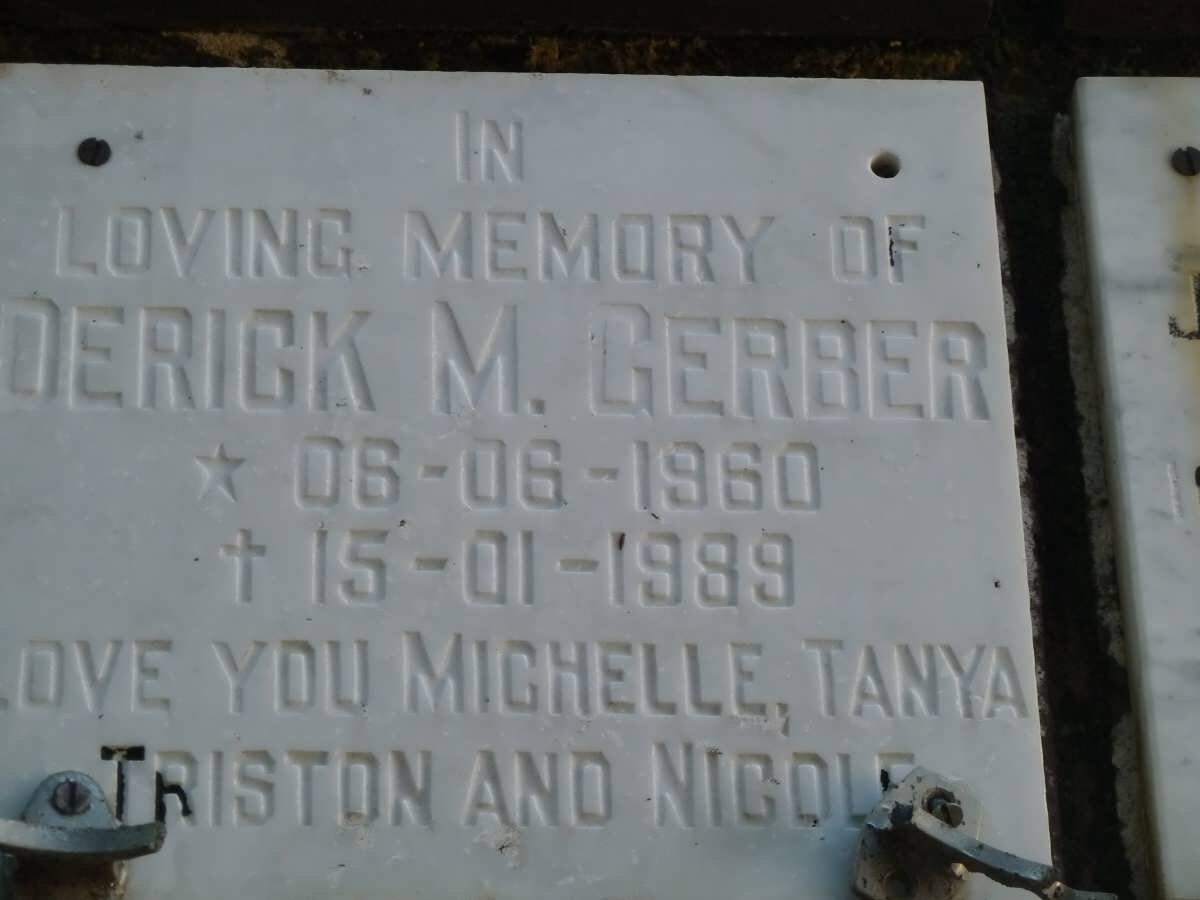 IN
LOVING MEMORY OF
DERICK M. GERBER
06-06-1960
15-01-1989
LOVE YOU MICHELLE, TANYA
TRISTON AND NICOLE